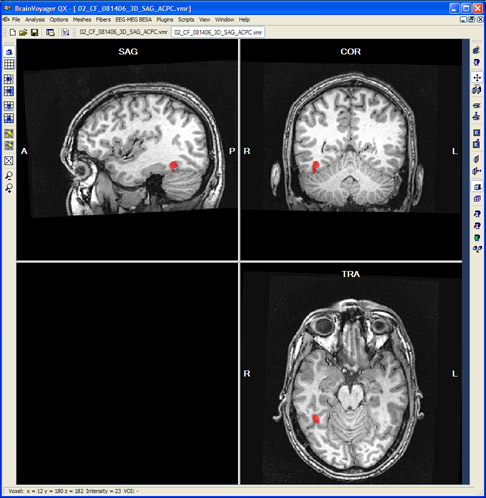 BrainVoyager QX - [ 02_CF_081406_3D_SAG_ACPC.vmr]
File Analysis Options Meshes Fibers EEG-MEG BESA Plugins Scripts View Window Help
02_CF_081406_3D_SAG_ACPC.vmr 02_CF_081406_3D_SAG_ACPC.vmr
SAG COR
A P R L
TRA
R L
Voxel: x = 12 y = 180 z = 182 Intensity = 23 VOI: -